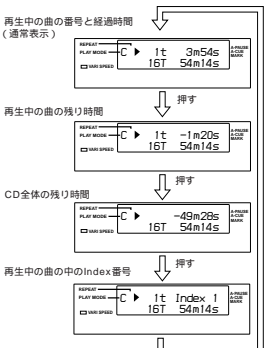 再生中の曲の番号と経過時間
(通常表示)
REPEAT
PLAY MODE C ▶ 1t 3m54s
16T 54m14s
VARI SPEED
A-PAUSE
A-CUE
MARK
押す
再生中の曲の残り時間
REPEAT
PLAY MODE C ▶ 1t -1m20s
16T 54m14s
VARI SPEED
A-PAUSE
A-CUE
MARK
押す
CD全体の残り時間
REPEAT
PLAY MODE C ▶ -49m28s
16T 54m14s
VARI SPEED
A-PAUSE
A-CUE
MARK
押す
再生中の曲の中のIndex番号
REPEAT
PLAY MODE C ▶ 1t Index 1
16T 54m14s
VARI SPEED
A-PAUSE
A-CUE
MARK